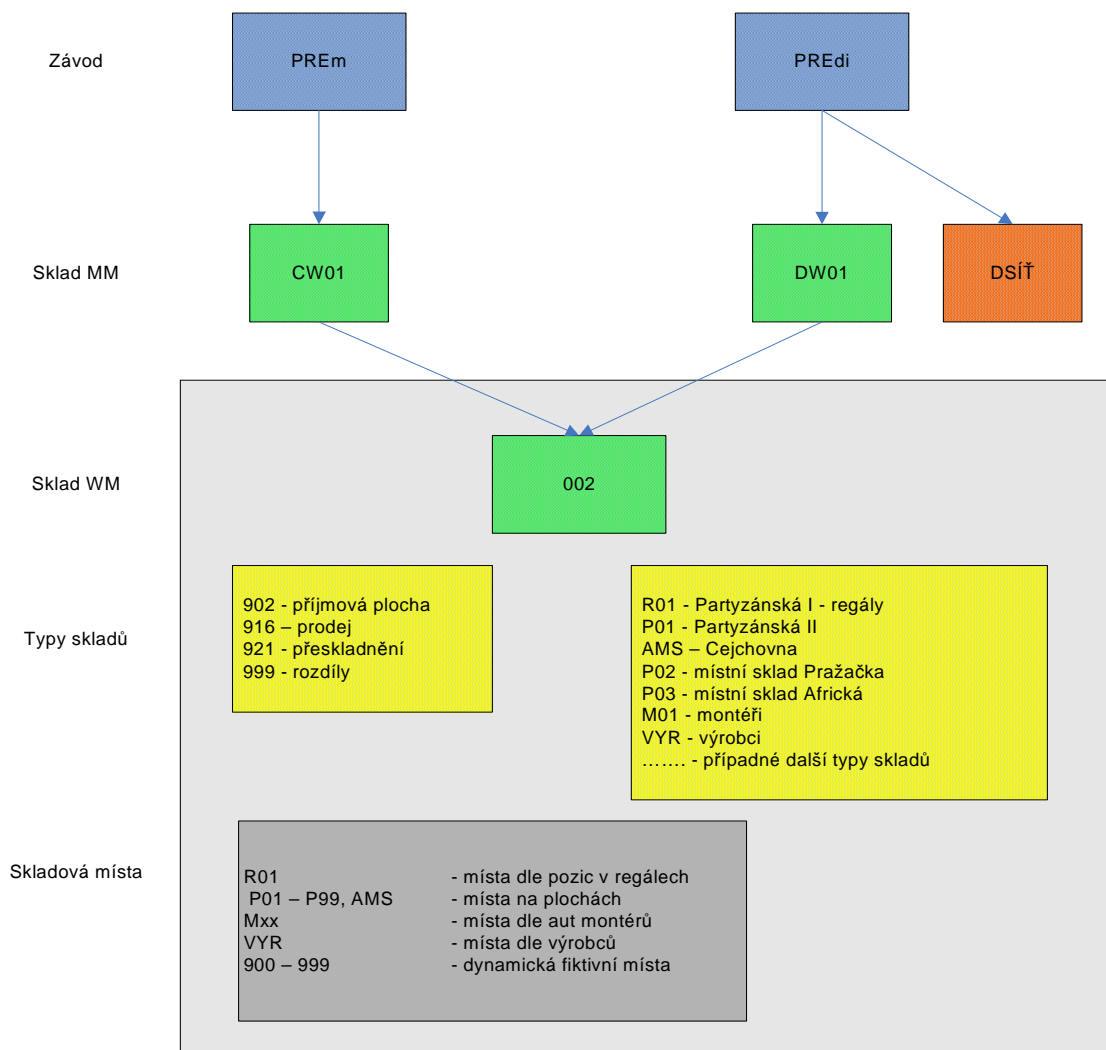 Závod
PREm
PREdi
Sklad MM
CW01
DW01
DSÍŤ
Sklad WM
002
Typy skladů
902 - příjmová plocha
916 – prodej
921 - přeskladnění
999 - rozdíly
R01 - Partyzánská I - regály
P01 - Partyzánská II
AMS – Cejchovna
P02 - místní sklad Pražačka
P03 - místní sklad Africká
M01 - montéři
VYR - výrobci
……. - případné další typy skladů
Skladová místa
R01 - místa dle pozic v regálech
P01 – P99, AMS - místa na plochách
Mxx - místa dle aut montérů
VYR - místa dle výrobců
900 – 999 - dynamická fiktivní místa